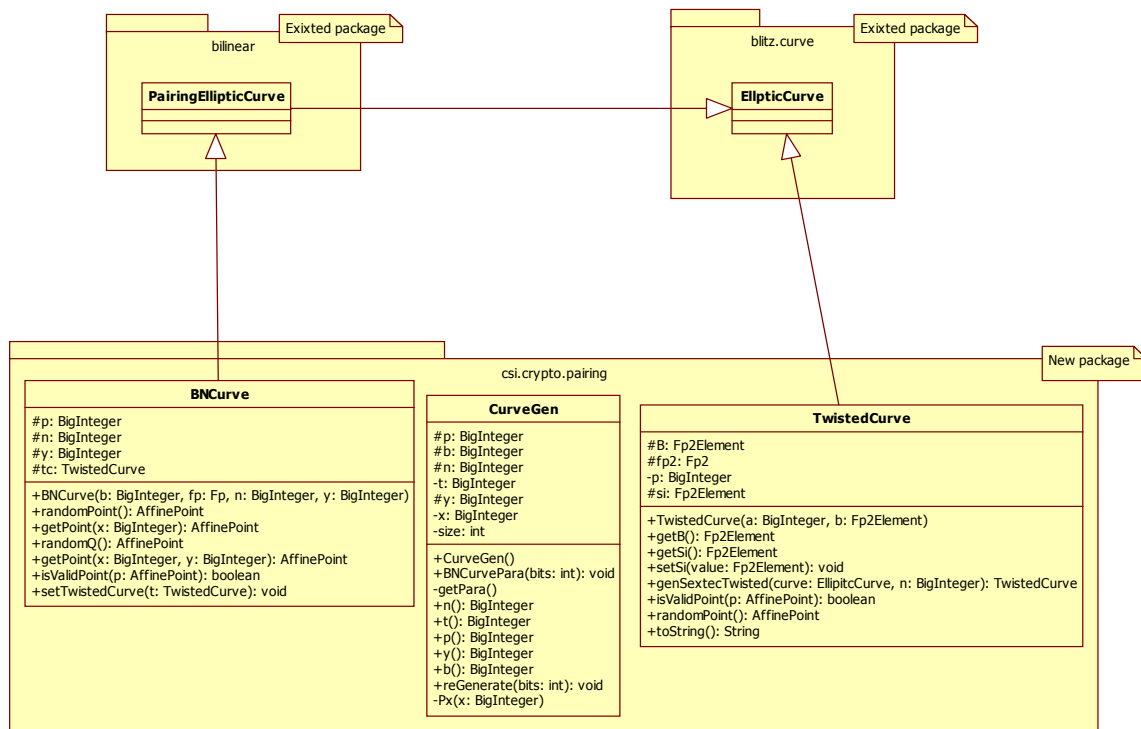 bilinear
Exixted package
PairingEllipticCurve
blitz.curve
Exixted package
EllpticCurve
csi.crypto.pairing
New package
BNCurve
#p: BigInteger
#n: BigInteger
#y: BigInteger
#tc: TwistedCurve
+BNCurve(b: BigInteger, fp: Fp, n: BigInteger, y: BigInteger)
+randomPoint(): AffinePoint
+getPoint(x: BigInteger): AffinePoint
+randomQ(): AffinePoint
+getPoint(x: BigInteger, y: BigInteger): AffinePoint
+isValidPoint(p: AffinePoint): boolean
+setTwistedCurve(t: TwistedCurve): void
CurveGen
#p: BigInteger
#b: BigInteger
#n: BigInteger
-t: BigInteger
#y: BigInteger
-x: BigInteger
-size: int
+CurveGen()
+BNCurvePara(bits: int): void
-getPara()
+n(): BigInteger
+t(): BigInteger
+p(): BigInteger
+y(): BigInteger
+b(): BigInteger
+reGenerate(bits: int): void
-Px(x: BigInteger)
TwistedCurve
#B: Fp2Element
#fp2: Fp2
-p: BigInteger
#si: Fp2Element
+TwistedCurve(a: BigInteger, b: Fp2Element)
+getB(): Fp2Element
+getSi(): Fp2Element
+setSi(value: Fp2Element): void
+genSextecTwisted(curve: EllipitcCurve, n: BigInteger): TwistedCurve
+isValidPoint(p: AffinePoint): boolean
+randomPoint(): AffinePoint
+toString(): String